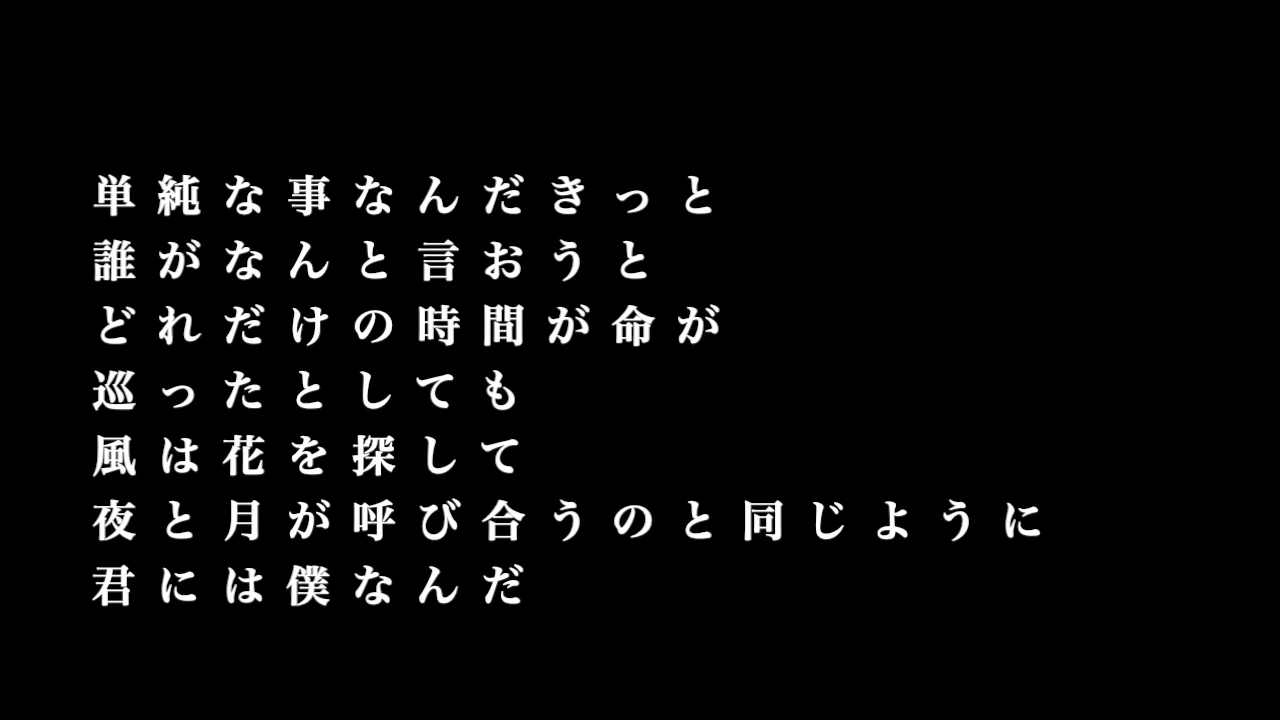 単純な事なんだきっと
誰がなんと言おうと
どれだけの時間が命が
巡ったとしても
風は花を探して
夜と月が呼び合うのと同じように
君には僕なんだ